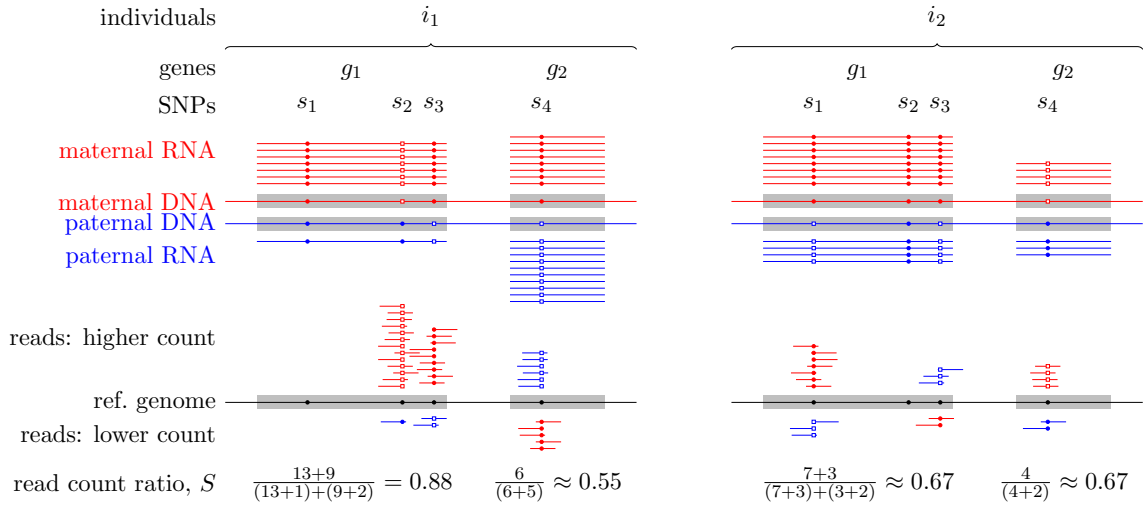 individuals i₁ i₂
genes g₁ g₂ g₁ g₂
SNPs s₁ s₂ s₃ s₄ s₁ s₂ s₃ s₄
maternal RNA
maternal DNA
paternal DNA
paternal RNA
reads: higher count
ref. genome
reads: lower count
read count ratio, S 13+9/(13+1)+(9+2) = 0.88 6/(6+5) ≈ 0.55 7+3/(7+3)+(3+2) ≈ 0.67 4/(4+2) ≈ 0.67